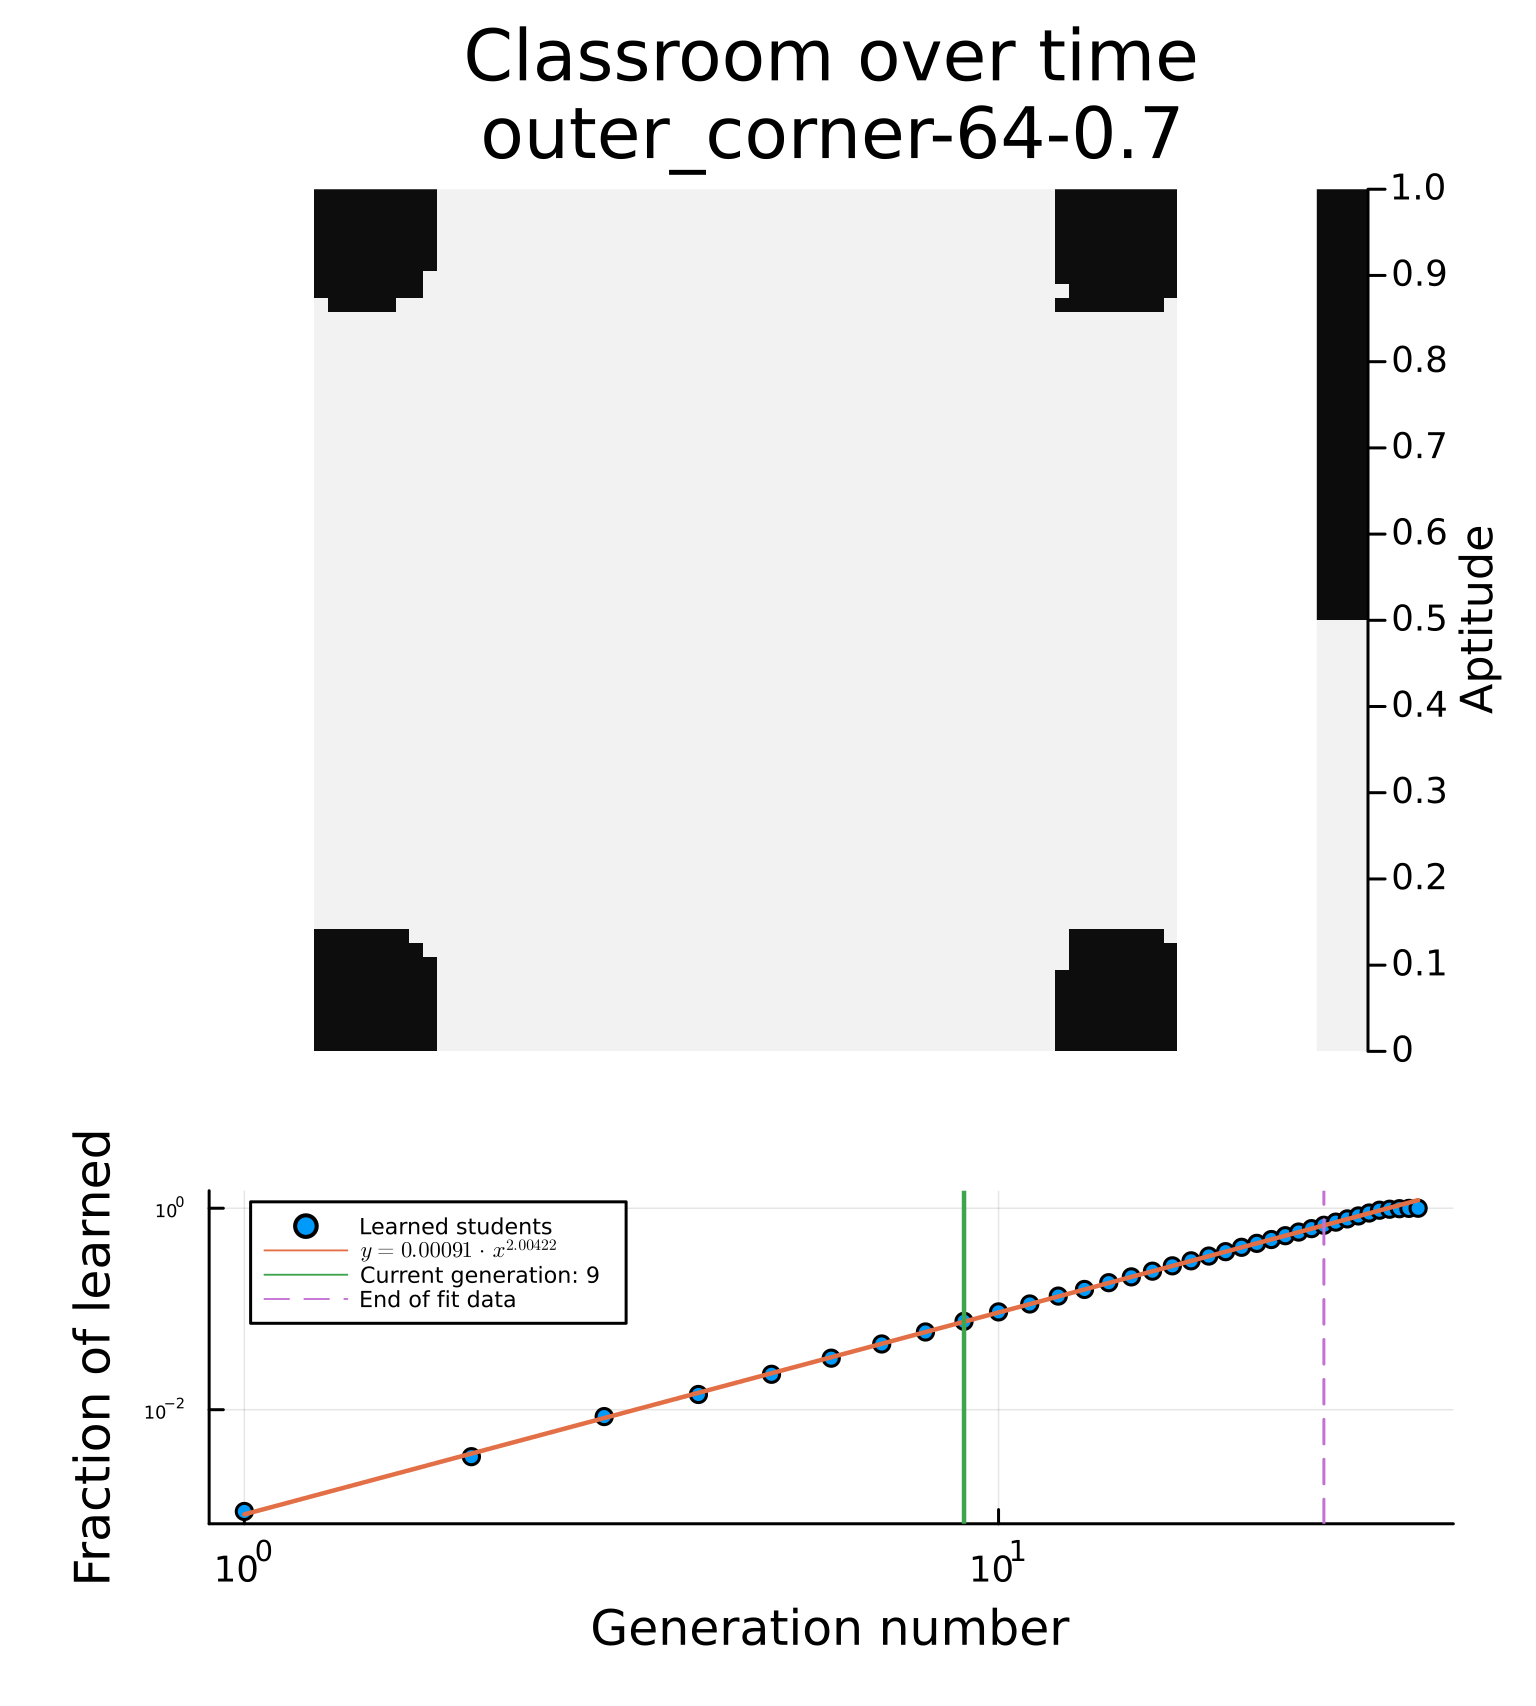 Classroom over time
outer_corner-64-0.7
1.0
0.9
0.8
0.7
0.6
0.5
0.4
0.3
0.2
0.1
0
Aptitude
Fraction of learned
10^0
10^-2
Learned students
y = 0.00091 · x^2.00422
Current generation: 9
End of fit data
10^0
10^1
Generation number